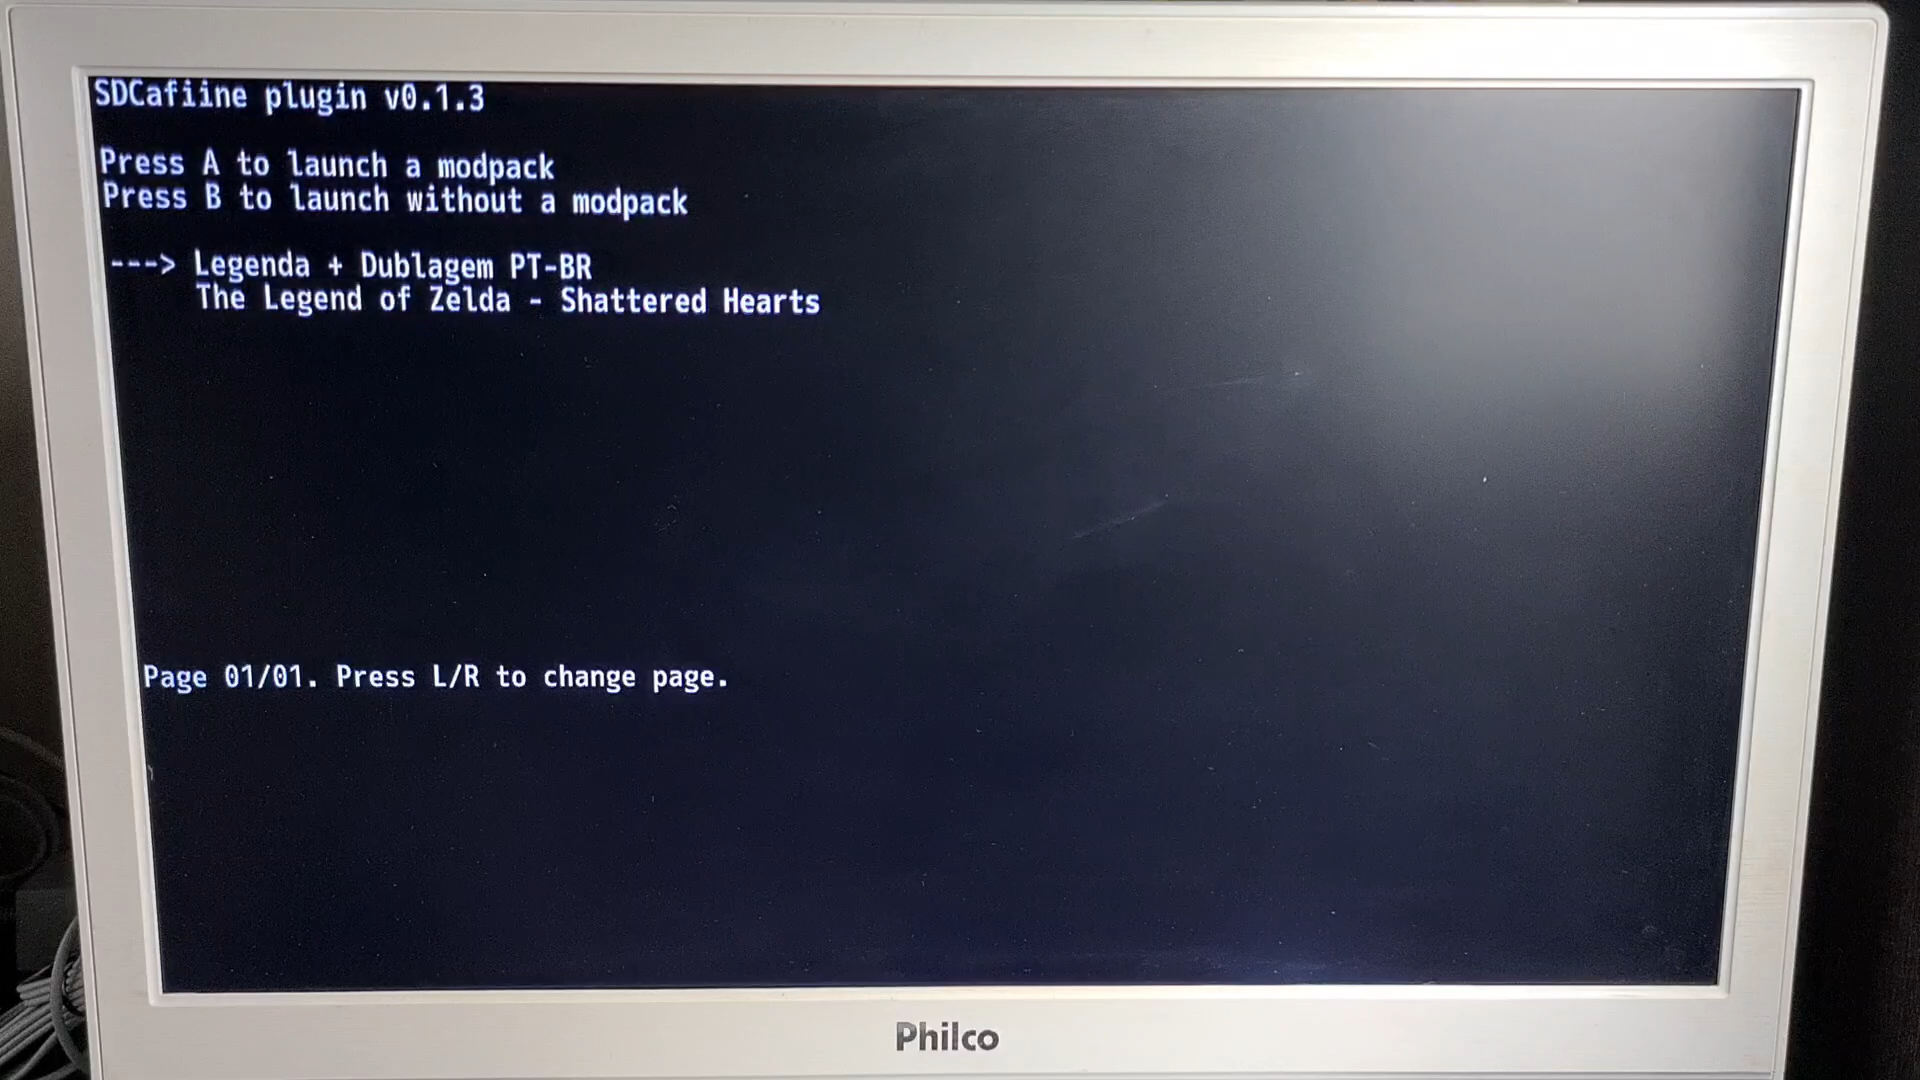 SDCafiine plugin v0.1.3
Press A to launch a modpack
Press B to launch without a modpack
---> Legenda + Dublagem PT-BR
The Legend of Zelda - Shattered Hearts
Page 01/01. Press L/R to change page.
Philco